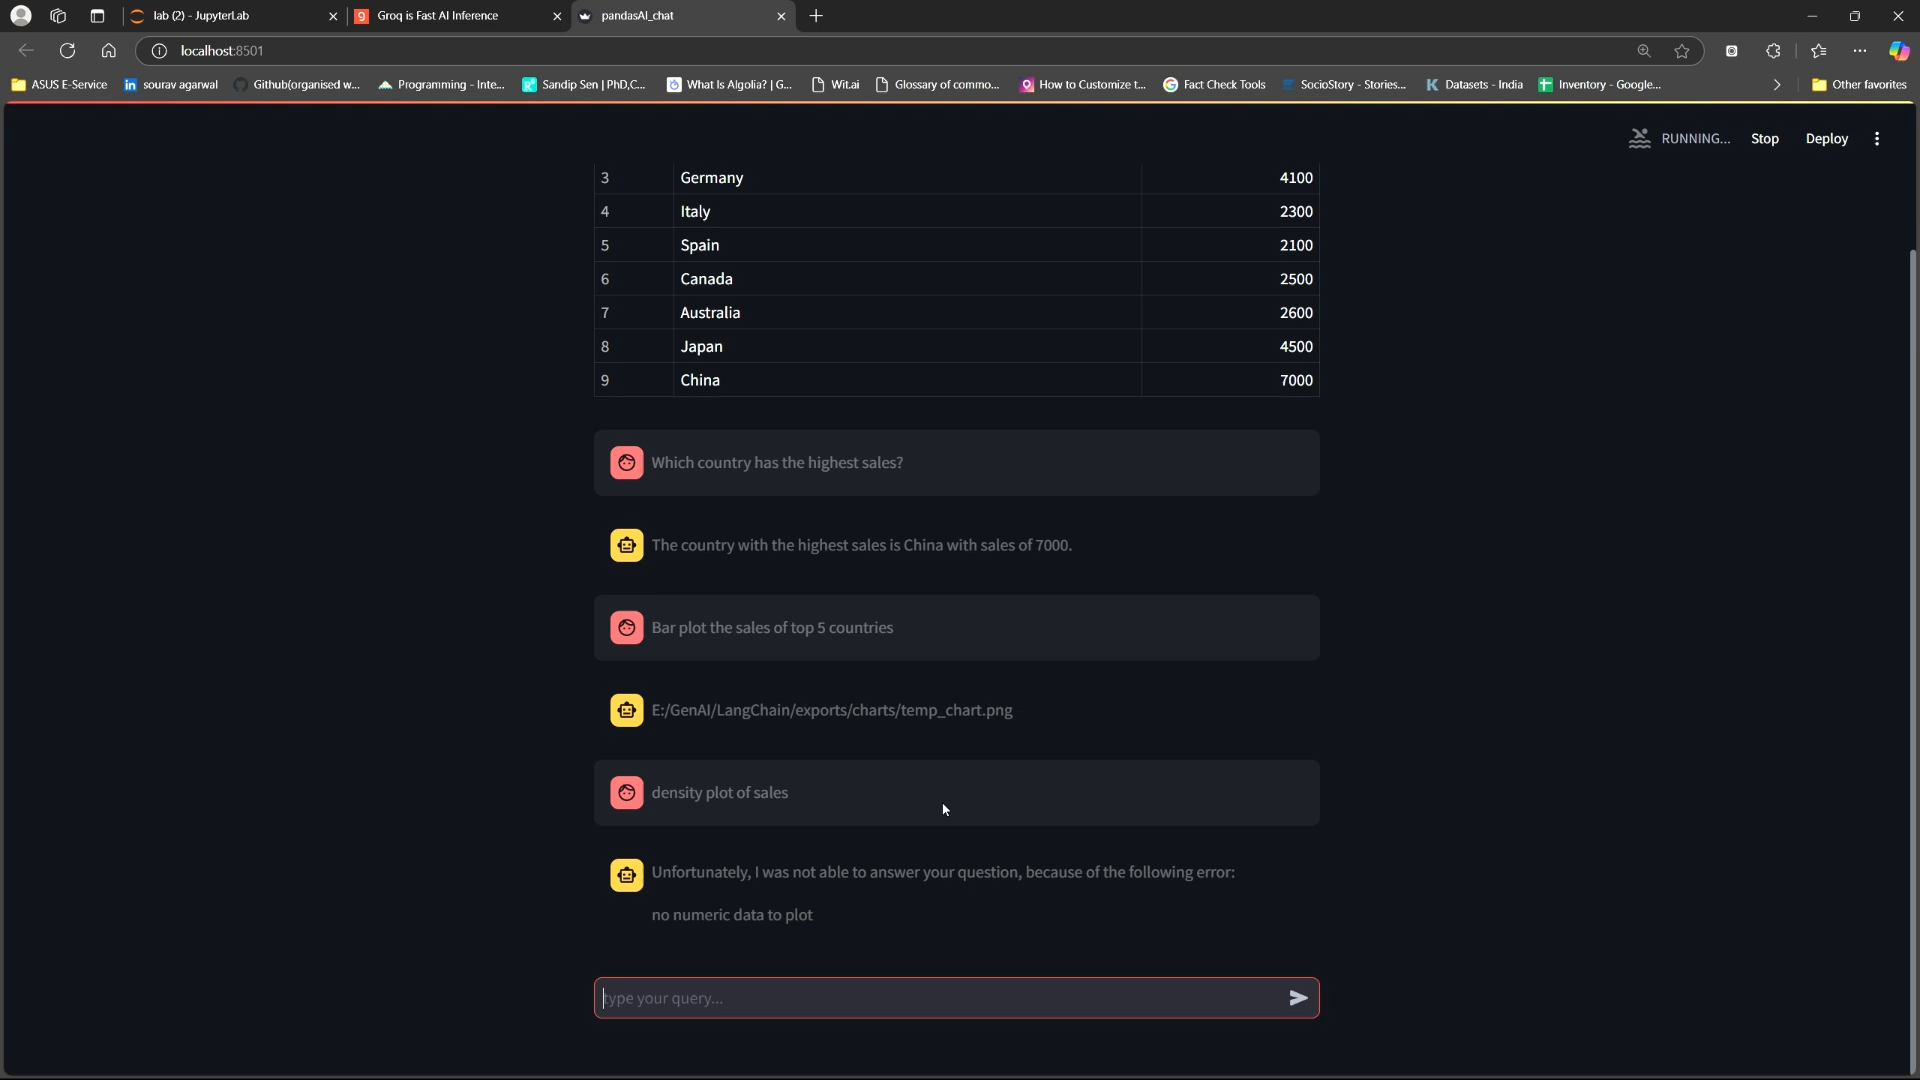 lab (2) - JupyterLab
Groq is Fast AI Inference
pandasAI_chat
localhost:8501
ASUS E-Service
sourav agarwal
Github(organised w...
Programming - Inte...
Sandip Sen | PhD,C...
What Is Algolia? | G...
Wit.ai
Glossary of commo...
How to Customize t...
Fact Check Tools
SocioStory - Stories...
Datasets - India
Inventory - Google...
Other favorites
RUNNING...
Stop
Deploy
3 Germany 4100
4 Italy 2300
5 Spain 2100
6 Canada 2500
7 Australia 2600
8 Japan 4500
9 China 7000
Which country has the highest sales?
The country with the highest sales is China with sales of 7000.
Bar plot the sales of top 5 countries
E:/GenAI/LangChain/exports/charts/temp_chart.png
density plot of sales
Unfortunately, I was not able to answer your question, because of the following error:
no numeric data to plot
type your query...